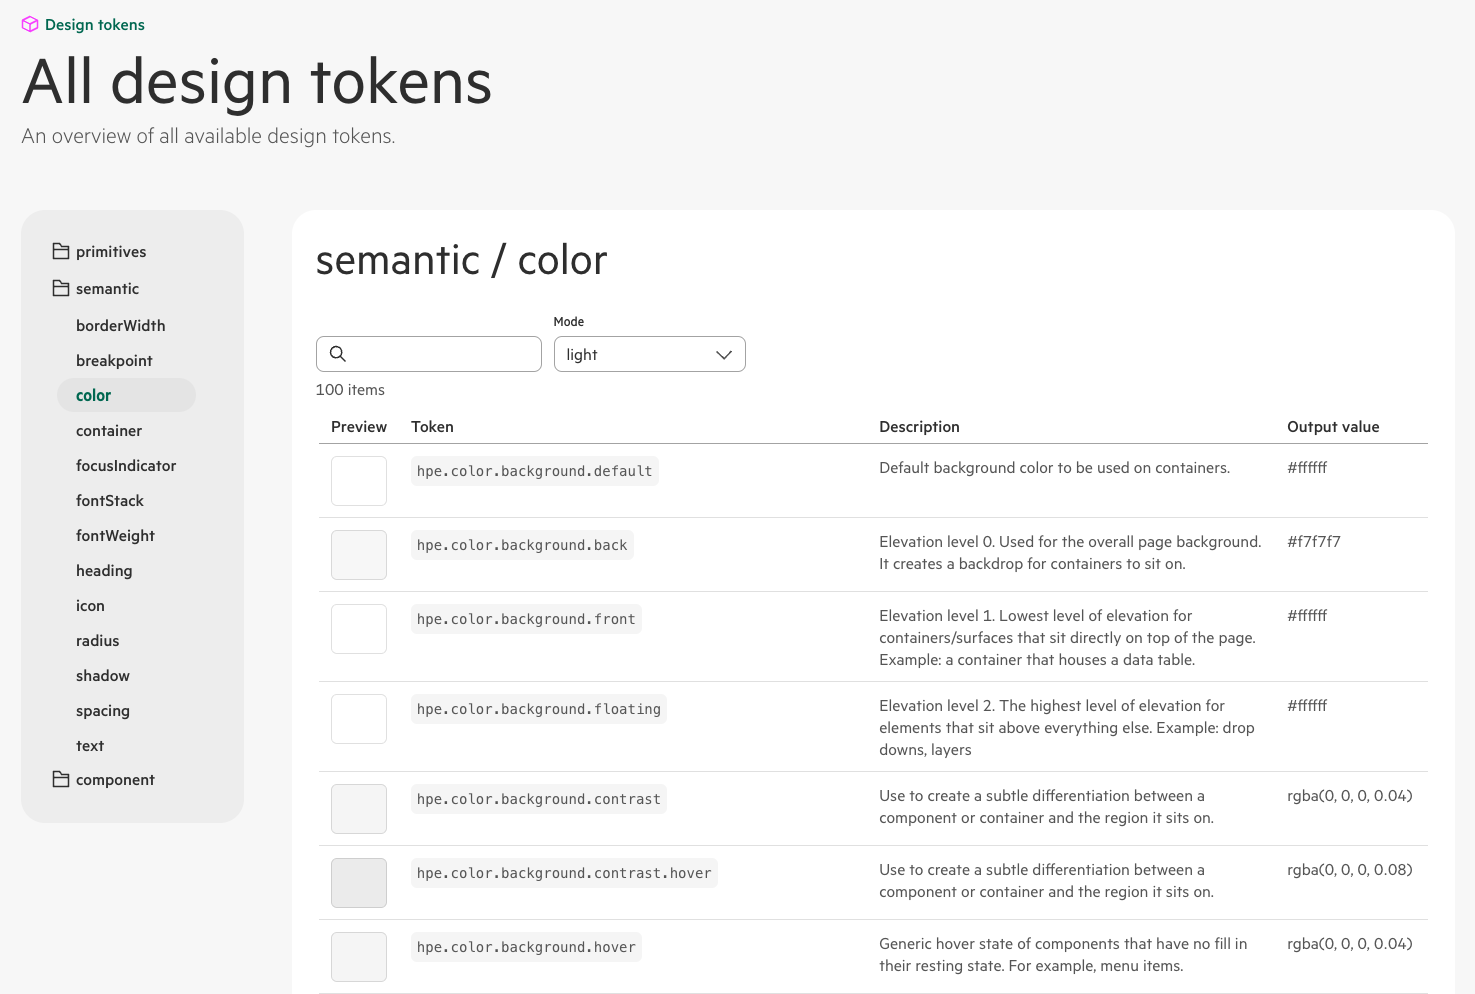 Design tokens
All design tokens
An overview of all available design tokens.
primitives
semantic
borderWidth
breakpoint
color
container
focusIndicator
fontStack
fontWeight
heading
icon
radius
shadow
spacing
text
component
semantic / color
Mode
light
100 items
Preview Token Description Output value
hpe.color.background.default Default background color to be used on containers. #ffffff
hpe.color.background.back Elevation level 0. Used for the overall page background. #f7f7f7
It creates a backdrop for containers to sit on.
hpe.color.background.front Elevation level 1. Lowest level of elevation for #ffffff
containers/surfaces that sit directly on top of the page.
Example: a container that houses a data table.
hpe.color.background.floating Elevation level 2. The highest level of elevation for #ffffff
elements that sit above everything else. Example: drop
downs, layers
hpe.color.background.contrast Use to create a subtle differentiation between a rgba(0, 0, 0, 0.04)
component or container and the region it sits on.
hpe.color.background.contrast.hover Use to create a subtle differentiation between a rgba(0, 0, 0, 0.08)
component or container and the region it sits on.
hpe.color.background.hover Generic hover state of components that have no fill in rgba(0, 0, 0, 0.04)
their resting state. For example, menu items.